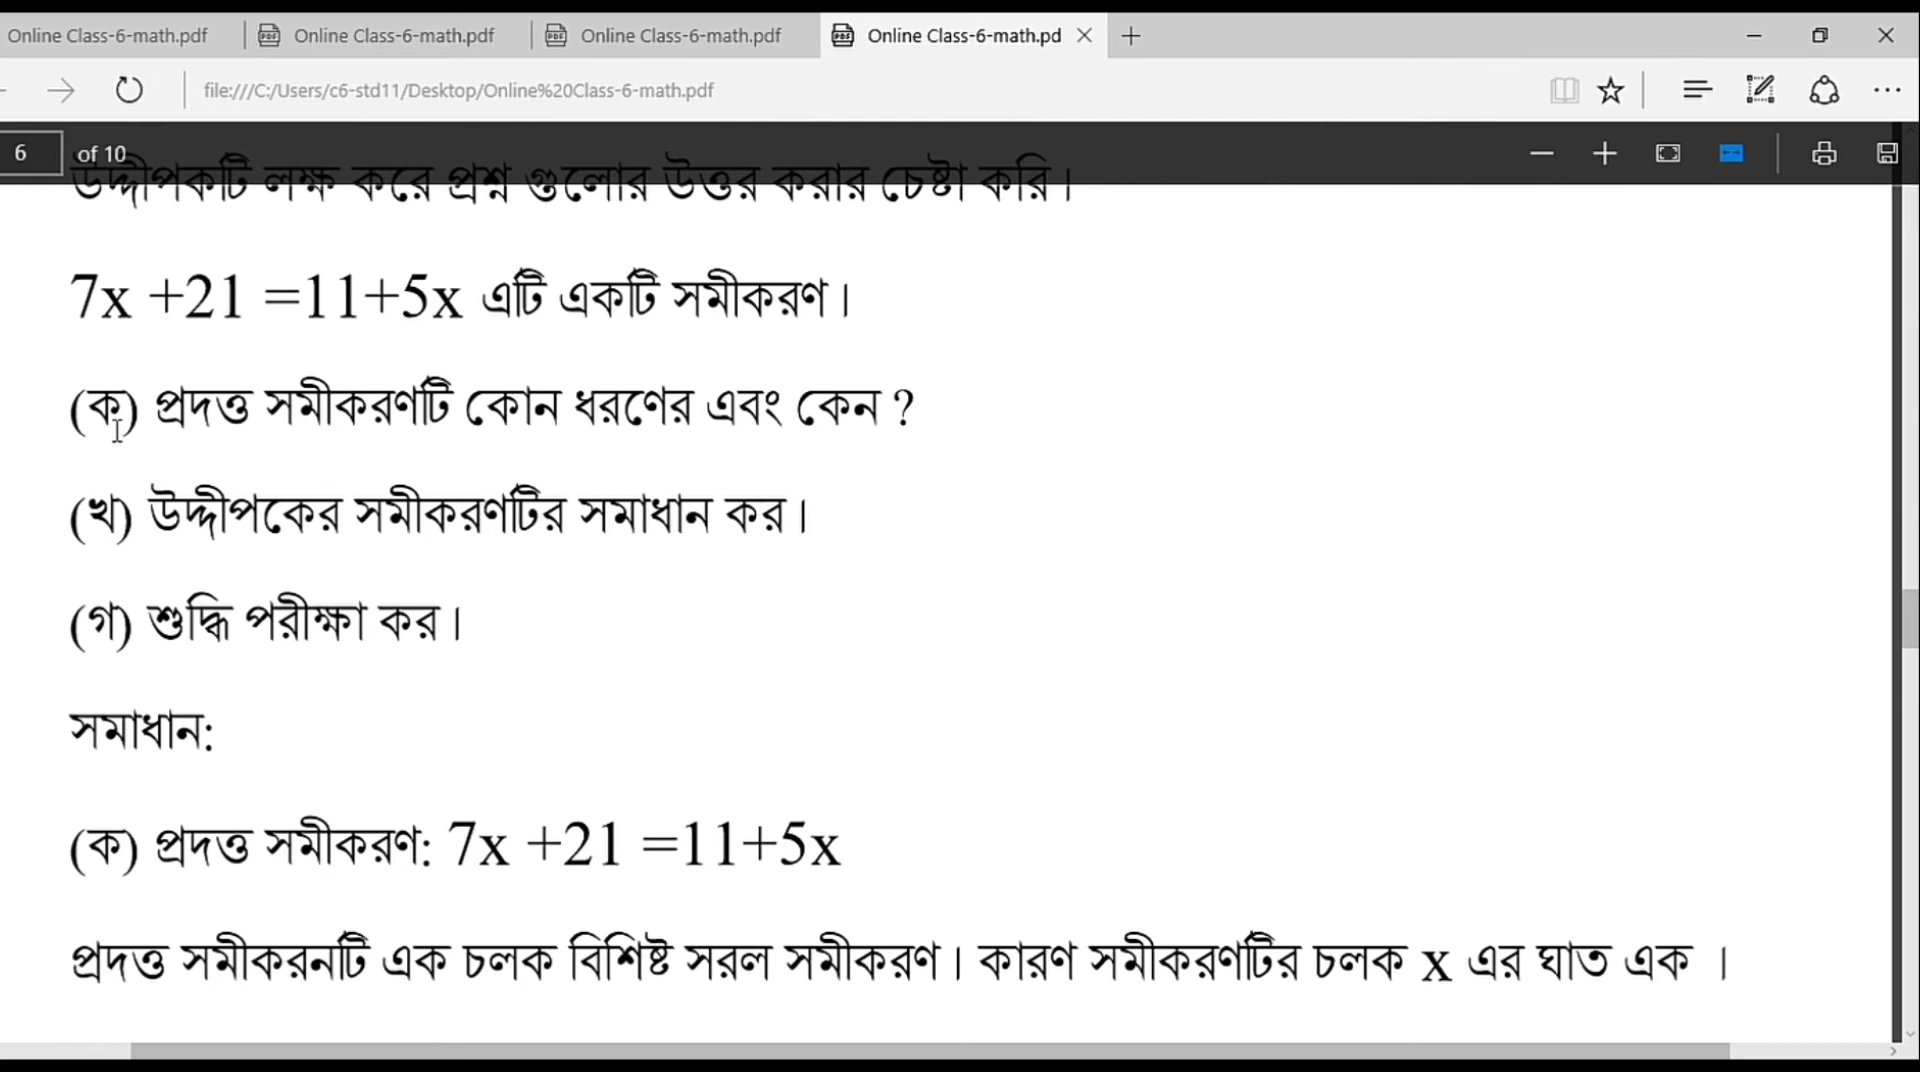 Online Class-6-math.pdf
Online Class-6-math.pdf
Online Class-6-math.pdf
Online Class-6-math.pd
file:///C:/Users/c6-std11/Desktop/Online%20Class-6-math.pdf
6 of 10
উদ্দীপকটি লক্ষ করে প্রশ্ন গুলোর উত্তর করার চেষ্টা করি।
7x +21 =11+5x এটি একটি সমীকরণ।
(ক) প্রদত্ত সমীকরণটি কোন ধরণের এবং কেন ?
(খ) উদ্দীপকের সমীকরণটির সমাধান কর।
(গ) শুদ্ধি পরীক্ষা কর।
সমাধান:
(ক) প্রদত্ত সমীকরণ: 7x +21 =11+5x
প্রদত্ত সমীকরনটি এক চলক বিশিষ্ট সরল সমীকরণ। কারণ সমীকরণটির চলক x এর ঘাত এক ।